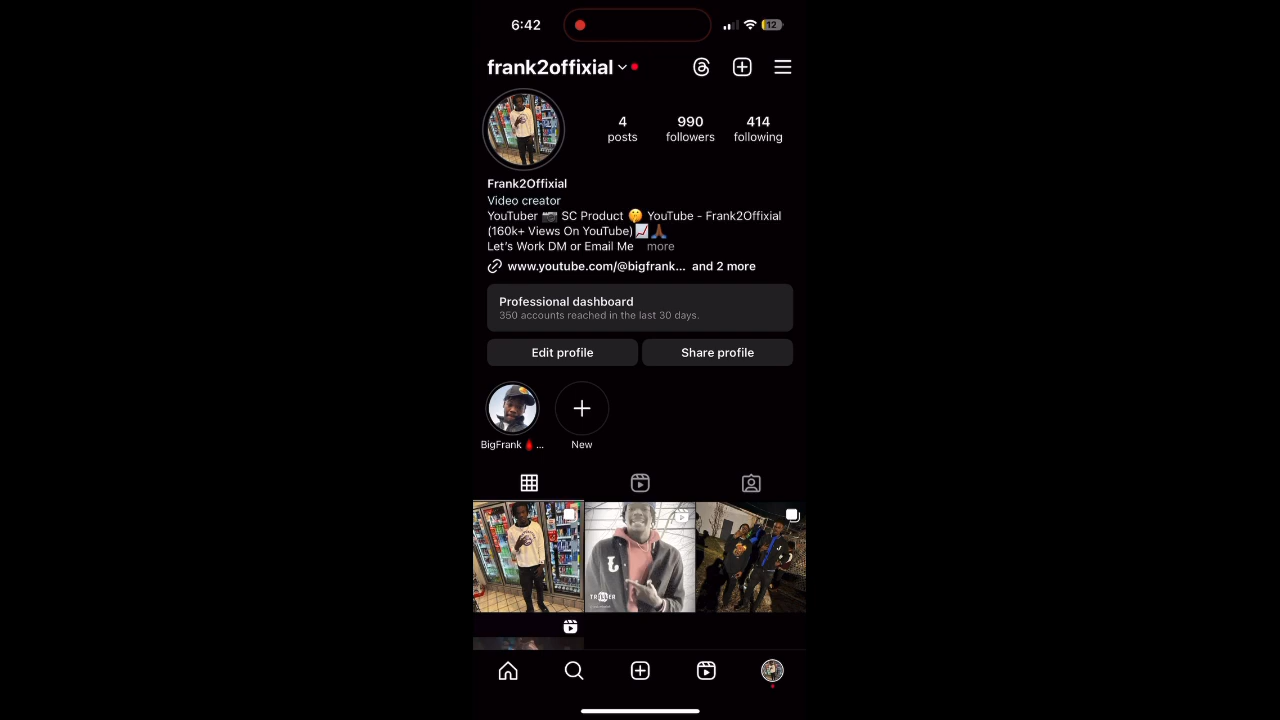 6:42
12
frank2offixial
4 990 414
posts followers following
Frank2Offixial
Video creator
YouTuber 📷 SC Product 🤫 YouTube - Frank2Offixial
(160k+ Views On YouTube)📈🙏🏾
Let's Work DM or Email Me more
www.youtube.com/@bigfrank... and 2 more
Professional dashboard
350 accounts reached in the last 30 days.
Edit profile Share profile
BigFrank🩸... New
TRILLER